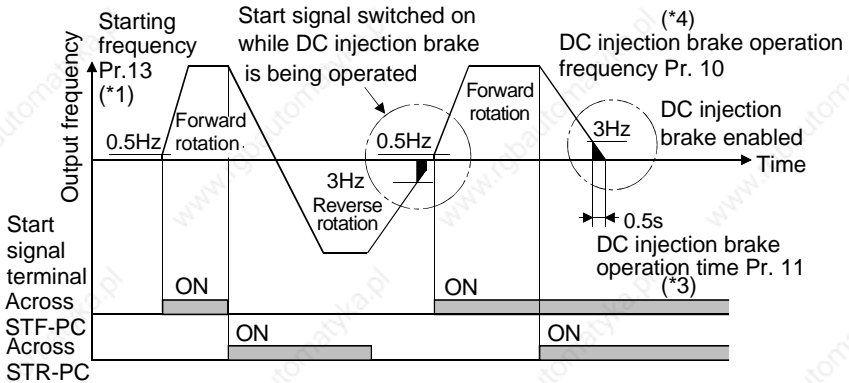 Starting
frequency
Pr.13
(*1)
Start signal switched on
while DC injection brake
is being operated
(*4)
DC injection brake operation
frequency Pr. 10
Output frequency
0.5Hz
Forward
rotation
3Hz
Reverse
rotation
0.5Hz
Forward
rotation
3Hz
DC injection
brake enabled
Time
0.5s
DC injection brake
operation time Pr. 11
(*3)
Start
signal
terminal
Across
STF-PC
ON
ON
Across
STR-PC
ON
ON
www.rgbautomatyka.pl